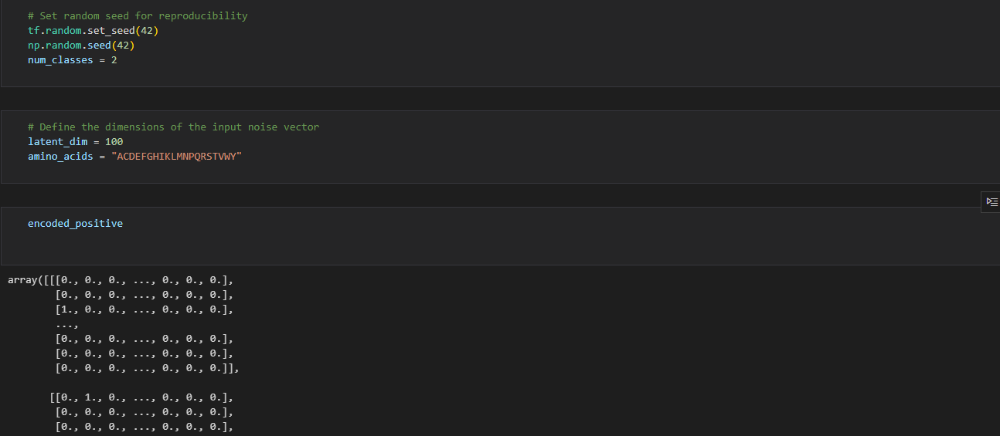 # Set random seed for reproducibility
tf.random.set_seed(42)
np.random.seed(42)
num_classes = 2
# Define the dimensions of the input noise vector
latent_dim = 100
amino_acids = "ACDEFGHIKLMNPQRSTVWY"
encoded_positive
array([[[0., 0., 0., ..., 0., 0., 0.],
[0., 0., 0., ..., 0., 0., 0.],
[1., 0., 0., ..., 0., 0., 0.],
...,
[0., 0., 0., ..., 0., 0., 0.],
[0., 0., 0., ..., 0., 0., 0.],
[0., 0., 0., ..., 0., 0., 0.]],
[[0., 1., 0., ..., 0., 0., 0.],
[0., 0., 0., ..., 0., 0., 0.],
[0., 0., 0., ..., 0., 0., 0.],